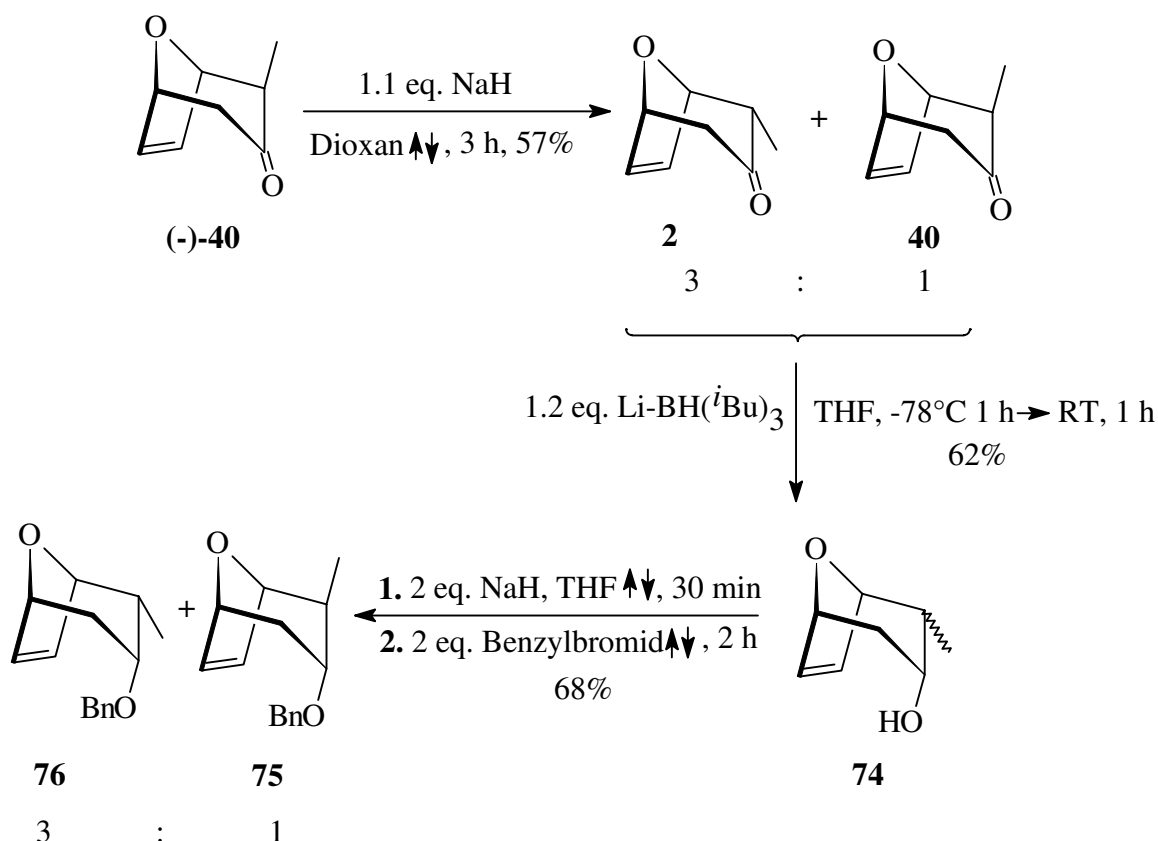 O
O
O
1.1 eq. NaH
+
Dioxan , 3 h, 57%
O
O
O
(-)-40
2
40
3 : 1
1.2 eq. Li-BH(iBu)3
THF, -78°C 1 h RT, 1 h
62%
O
O
O
1. 2 eq. NaH, THF , 30 min
+
2. 2 eq. Benzylbromid , 2 h
68%
BnO
BnO
HO
76
75
74
3 : 1